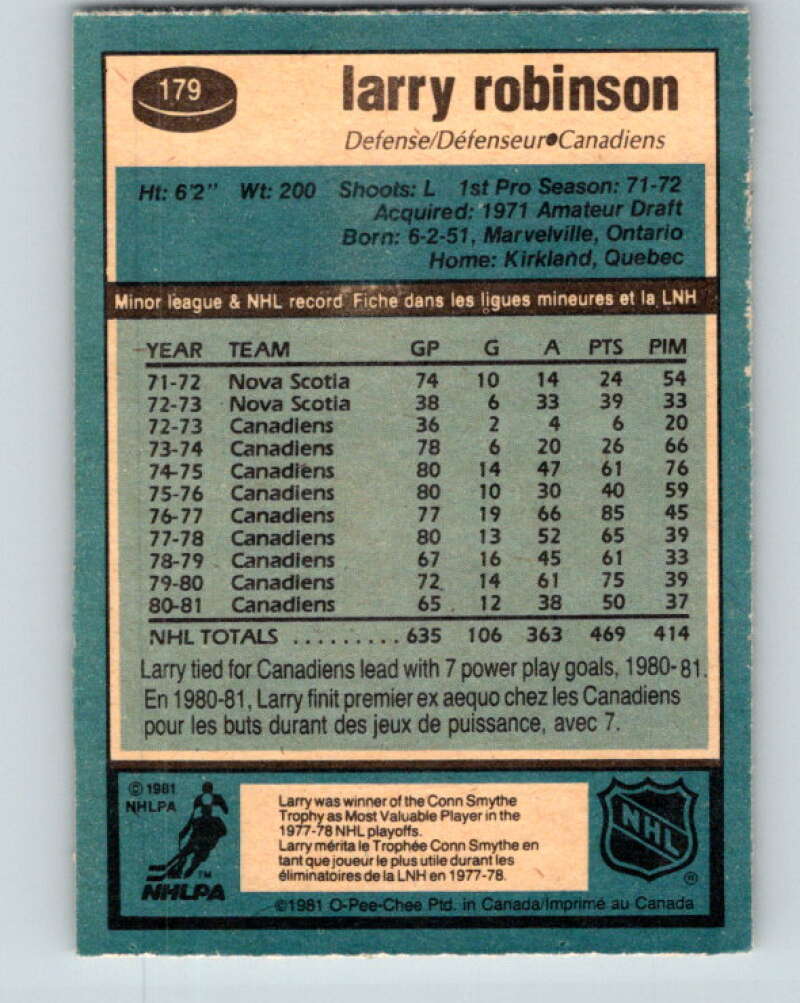 179
larry robinson
Defense/Défenseur•Canadiens
Ht: 6'2" Wt: 200 Shoots: L 1st Pro Season: 71-72
Acquired: 1971 Amateur Draft
Born: 6-2-51, Marvelville, Ontario
Home: Kirkland, Quebec
Minor league & NHL record Fiche dans les ligues mineures et la LNH
YEAR TEAM GP G A PTS PIM
71-72 Nova Scotia 74 10 14 24 54
72-73 Nova Scotia 38 6 33 39 33
72-73 Canadiens 36 2 4 6 20
73-74 Canadiens 78 6 20 26 66
74-75 Canadiens 80 14 47 61 76
75-76 Canadiens 80 10 30 40 59
76-77 Canadiens 77 19 66 85 45
77-78 Canadiens 80 13 52 65 39
78-79 Canadiens 67 16 45 61 33
79-80 Canadiens 72 14 61 75 39
80-81 Canadiens 65 12 38 50 37
NHL TOTALS ......... 635 106 363 469 414
Larry tied for Canadiens lead with 7 power play goals, 1980-81.
En 1980-81, Larry finit premier ex aequo chez les Canadiens
pour les buts durant des jeux de puissance, avec 7.
© 1981
NHLPA
TM
NHLPA
Larry was winner of the Conn Smythe
Trophy as Most Valuable Player in the
1977-78 NHL playoffs.
Larry mérita le Trophée Conn Smythe en
tant que joueur le plus utile durant les
éliminatoires de la LNH en 1977-78.
NHL
®
©1981 O-Pee-Chee Ptd. in Canada/Imprimé au Canada